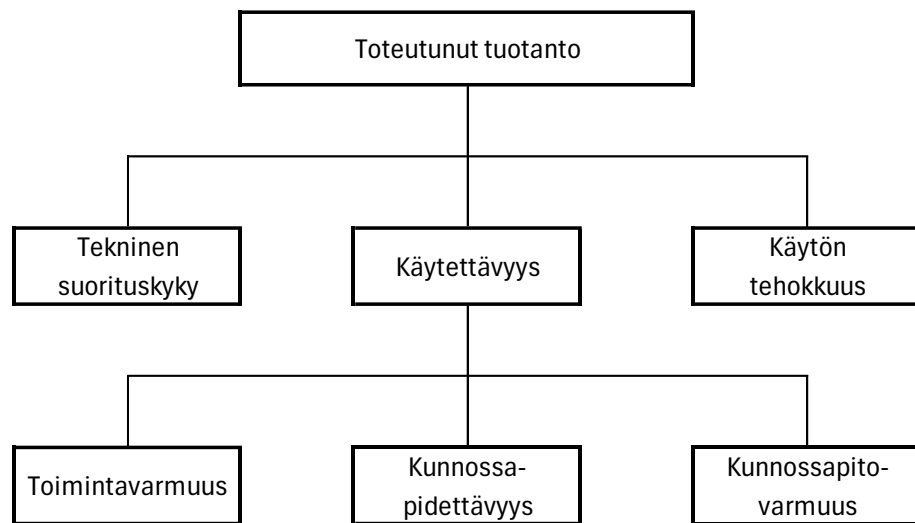 Toteutunut tuotanto
Tekninen
suorituskyky
Käytettävyys
Käytön
tehokkuus
Toimintavarmuus
Kunnossa-
pidettävyys
Kunnossapito-
varmuus